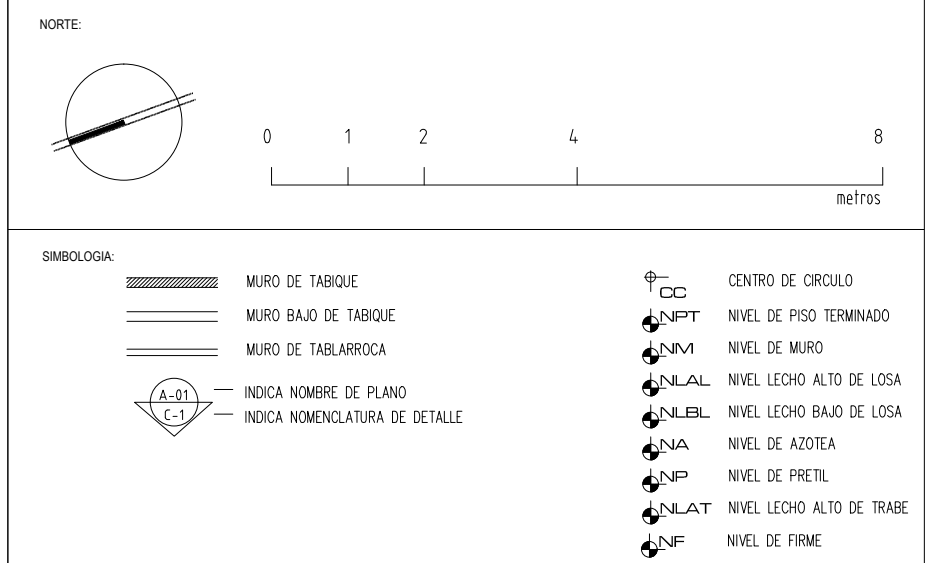 NORTE:
0 1 2 4 8
metros
SIMBOLOGIA:
MURO DE TABIQUE
MURO BAJO DE TABIQUE
MURO DE TABLARROCA
A-01
C-1
INDICA NOMBRE DE PLANO
INDICA NOMENCLATURA DE DETALLE
CC CENTRO DE CIRCULO
NPT NIVEL DE PISO TERMINADO
NM NIVEL DE MURO
NLAL NIVEL LECHO ALTO DE LOSA
NLBL NIVEL LECHO BAJO DE LOSA
NA NIVEL DE AZOTEA
NP NIVEL DE PRETIL
NLAT NIVEL LECHO ALTO DE TRABE
NF NIVEL DE FIRME